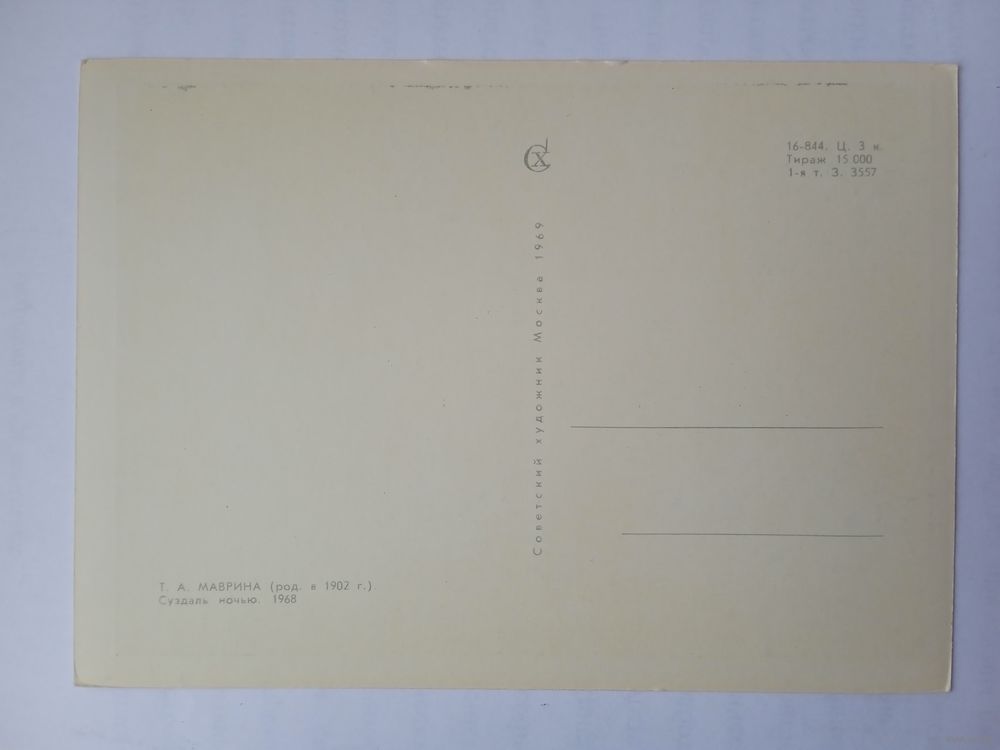 СХ
16-844. Ц. 3 к.
Тираж 15 000
1-я т. З. 3557
Советский художник Москва 1969
Т. А. МАВРИНА (род. в 1902 г.).
Суздаль ночью. 1968